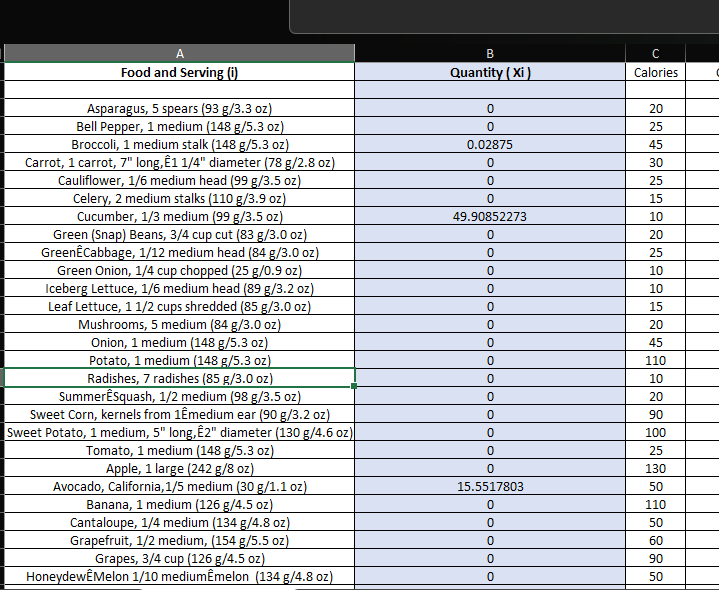 A B C
Food and Serving (i) Quantity ( Xi ) Calories
Asparagus, 5 spears (93 g/3.3 oz) 0 20
Bell Pepper, 1 medium (148 g/5.3 oz) 0 25
Broccoli, 1 medium stalk (148 g/5.3 oz) 0.02875 45
Carrot, 1 carrot, 7" long,Ê1 1/4" diameter (78 g/2.8 oz) 0 30
Cauliflower, 1/6 medium head (99 g/3.5 oz) 0 25
Celery, 2 medium stalks (110 g/3.9 oz) 0 15
Cucumber, 1/3 medium (99 g/3.5 oz) 49.90852273 10
Green (Snap) Beans, 3/4 cup cut (83 g/3.0 oz) 0 20
GreenÊCabbage, 1/12 medium head (84 g/3.0 oz) 0 25
Green Onion, 1/4 cup chopped (25 g/0.9 oz) 0 10
Iceberg Lettuce, 1/6 medium head (89 g/3.2 oz) 0 10
Leaf Lettuce, 1 1/2 cups shredded (85 g/3.0 oz) 0 15
Mushrooms, 5 medium (84 g/3.0 oz) 0 20
Onion, 1 medium (148 g/5.3 oz) 0 45
Potato, 1 medium (148 g/5.3 oz) 0 110
Radishes, 7 radishes (85 g/3.0 oz) 0 10
SummerÊSquash, 1/2 medium (98 g/3.5 oz) 0 20
Sweet Corn, kernels from 1Êmedium ear (90 g/3.2 oz) 0 90
Sweet Potato, 1 medium, 5" long,Ê2" diameter (130 g/4.6 oz) 0 100
Tomato, 1 medium (148 g/5.3 oz) 0 25
Apple, 1 large (242 g/8 oz) 0 130
Avocado, California,1/5 medium (30 g/1.1 oz) 15.5517803 50
Banana, 1 medium (126 g/4.5 oz) 0 110
Cantaloupe, 1/4 medium (134 g/4.8 oz) 0 50
Grapefruit, 1/2 medium, (154 g/5.5 oz) 0 60
Grapes, 3/4 cup (126 g/4.5 oz) 0 90
HoneydewÊMelon 1/10 mediumÊmelon  (134 g/4.8 oz) 0 50